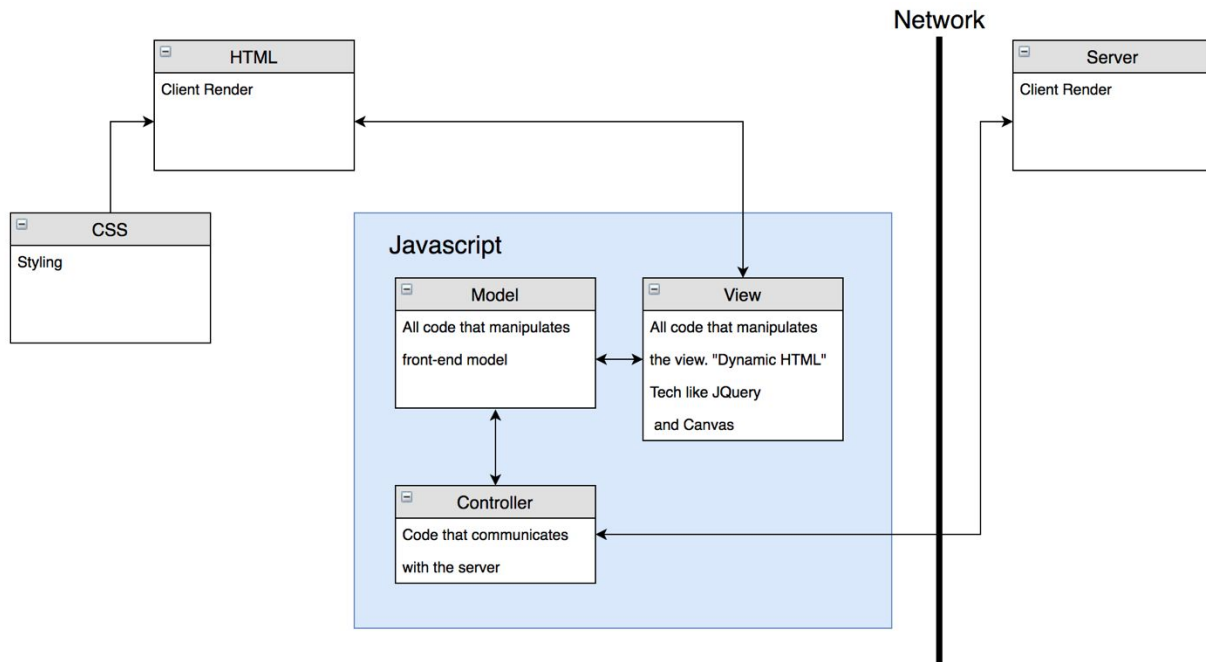 Network
HTML
Client Render
Server
Client Render
CSS
Styling
Javascript
Model
All code that manipulates
front-end model
View
All code that manipulates
the view. "Dynamic HTML"
Tech like JQuery
and Canvas
Controller
Code that communicates
with the server